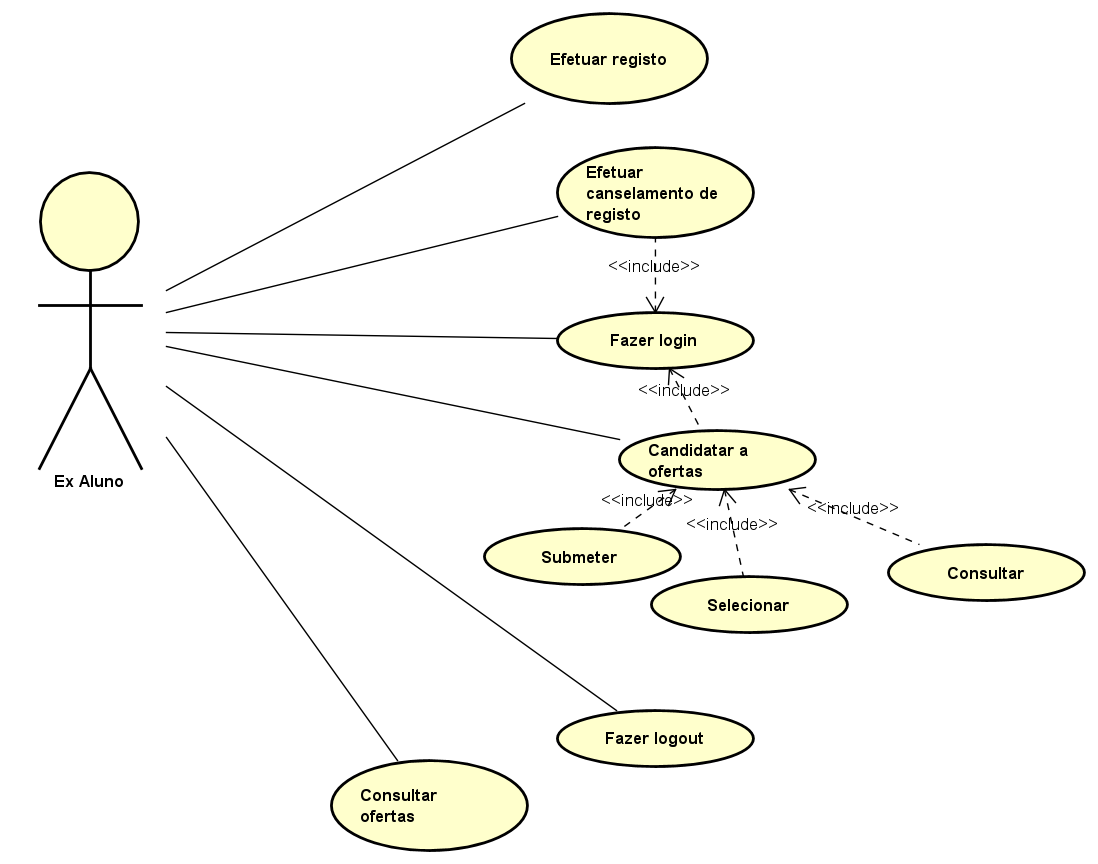 Efetuar registo
Efetuar
canselamento de
registo
<<include>>
Fazer login
<<include>>
Candidatar a
ofertas
Ex Aluno
<<include>>
<<include>>
<<include>>
Submeter
Consultar
Selecionar
Fazer logout
Consultar
ofertas